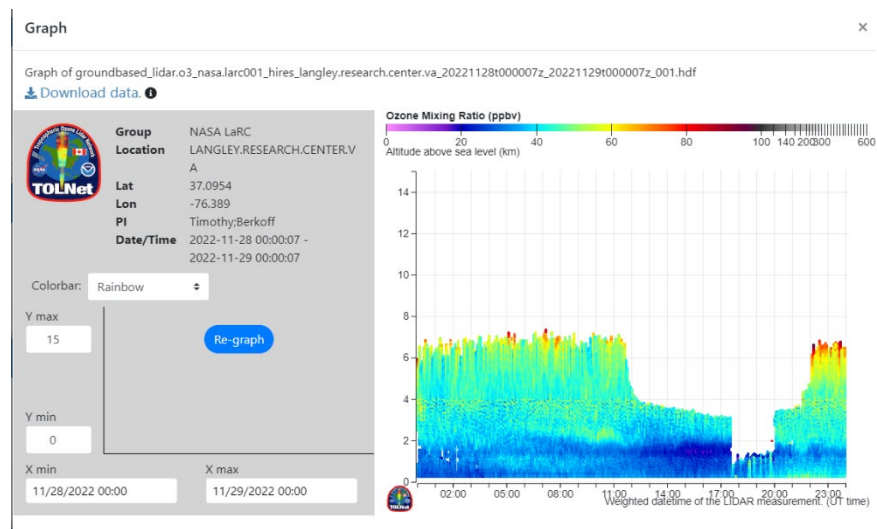 Graph
×
Graph of groundbased_lidar.o3_nasa.larc001_hires_langley.research.center.va_20221128t000007z_20221129t000007z_001.hdf
Download data.
TOLNet
Group NASA LaRC
Location LANGLEY.RESEARCH.CENTER.V
A
Lat 37.0954
Lon -76.389
PI Timothy;Berkoff
Date/Time 2022-11-28 00:00:07 -
2022-11-29 00:00:07
Colorbar: Rainbow
Y max
15
Re-graph
Y min
0
X min X max
11/28/2022 00:00 11/29/2022 00:00
Ozone Mixing Ratio (ppbv)
0 20 40 60 80 100 140 200 300 600
Altitude above sea level (km)
14
12
10
8
6
4
2
0
02:00 05:00 08:00 11:00 14:00 17:00 20:00 23:00
Weighted datetime of the LIDAR measurement. (UT time)